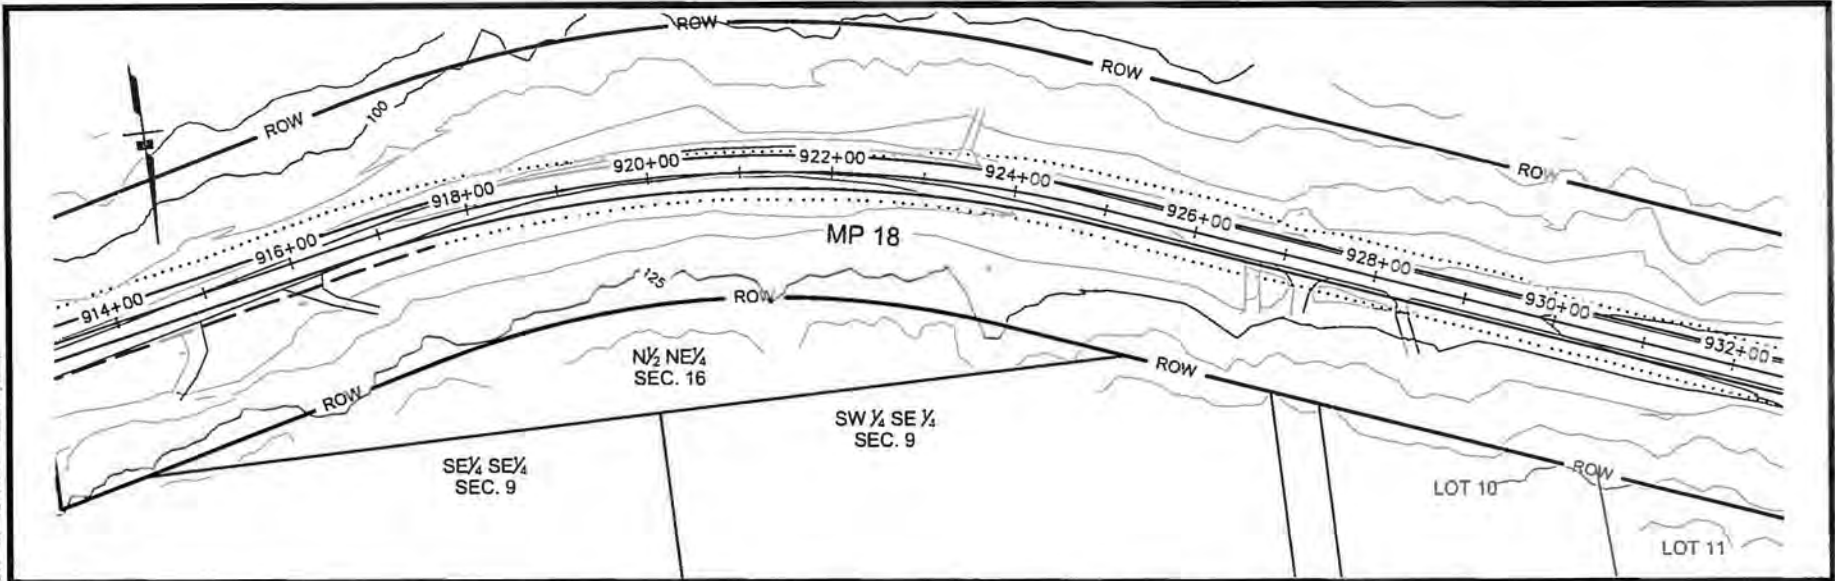 ROW
ROW
ROW
ROW
100
914+00
916+00
918+00
920+00
922+00
924+00
926+00
928+00
930+00
932+00
MP 18
125
ROW
ROW
ROW
ROW
N½ NE¼
SEC. 16
SE¼ SE¼
SEC. 9
SW ¼ SE ¼
SEC. 9
LOT 10
LOT 11